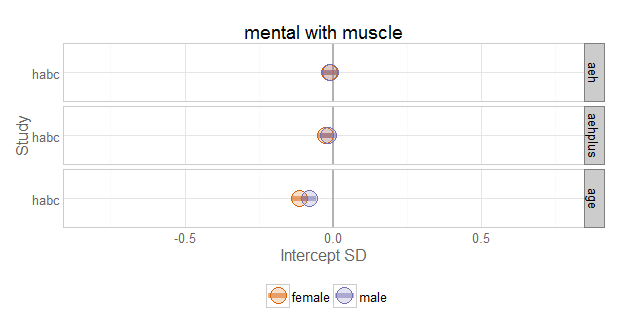 mental with muscle
habc
aeh
habc
aehplus
habc
age
Study
-0.5 0.0 0.5
Intercept SD
female male